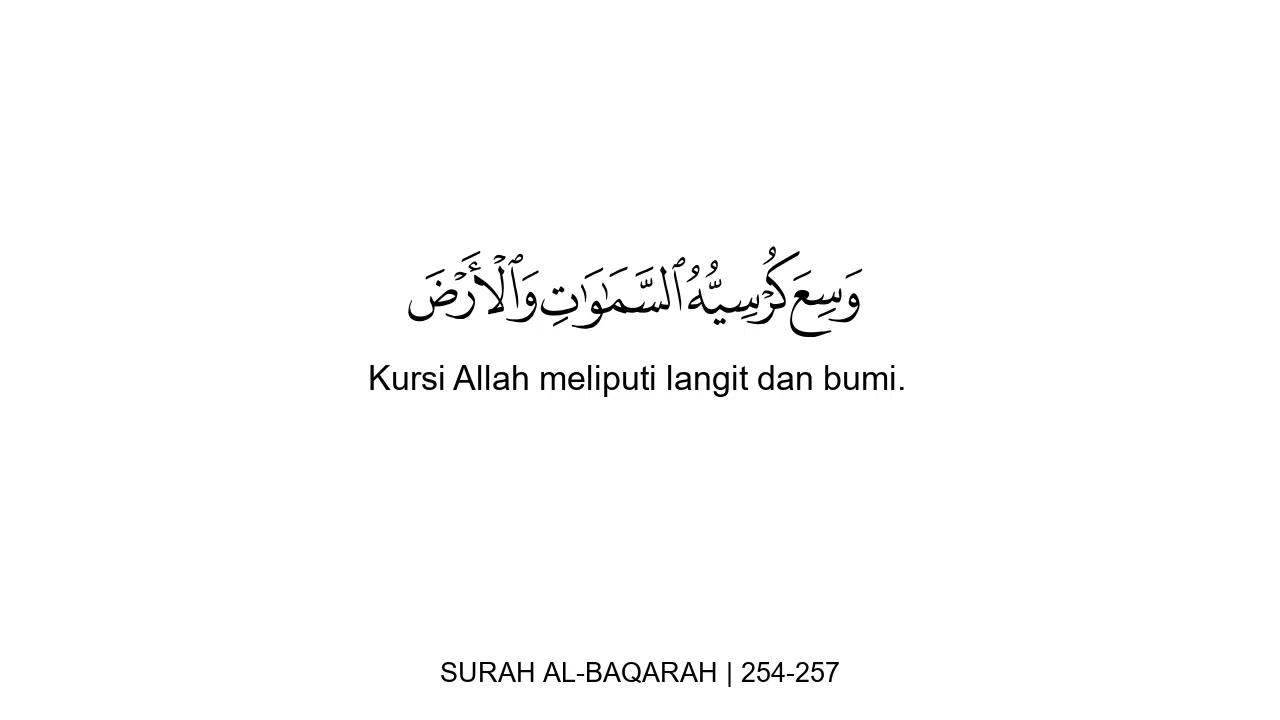 وَسِعَ كُرۡسِيُّهُ ٱلسَّمَٰوَٰتِ وَٱلۡأَرۡضَ
Kursi Allah meliputi langit dan bumi.
SURAH AL-BAQARAH | 254-257